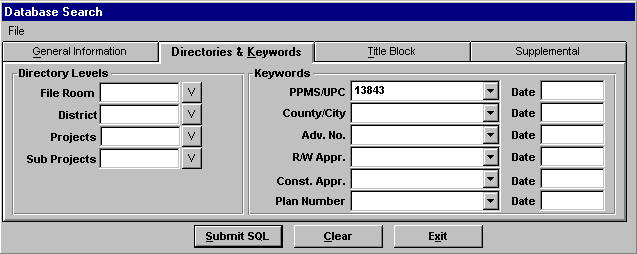 Database Search
File
General Information Directories & Keywords Title Block Supplemental
Directory Levels
File Room V
District V
Projects V
Sub Projects V
Keywords
PPMS/UPC 13843 Date
County/City Date
Adv. No. Date
R/W Appr. Date
Const. Appr. Date
Plan Number Date
Submit SQL Clear Exit